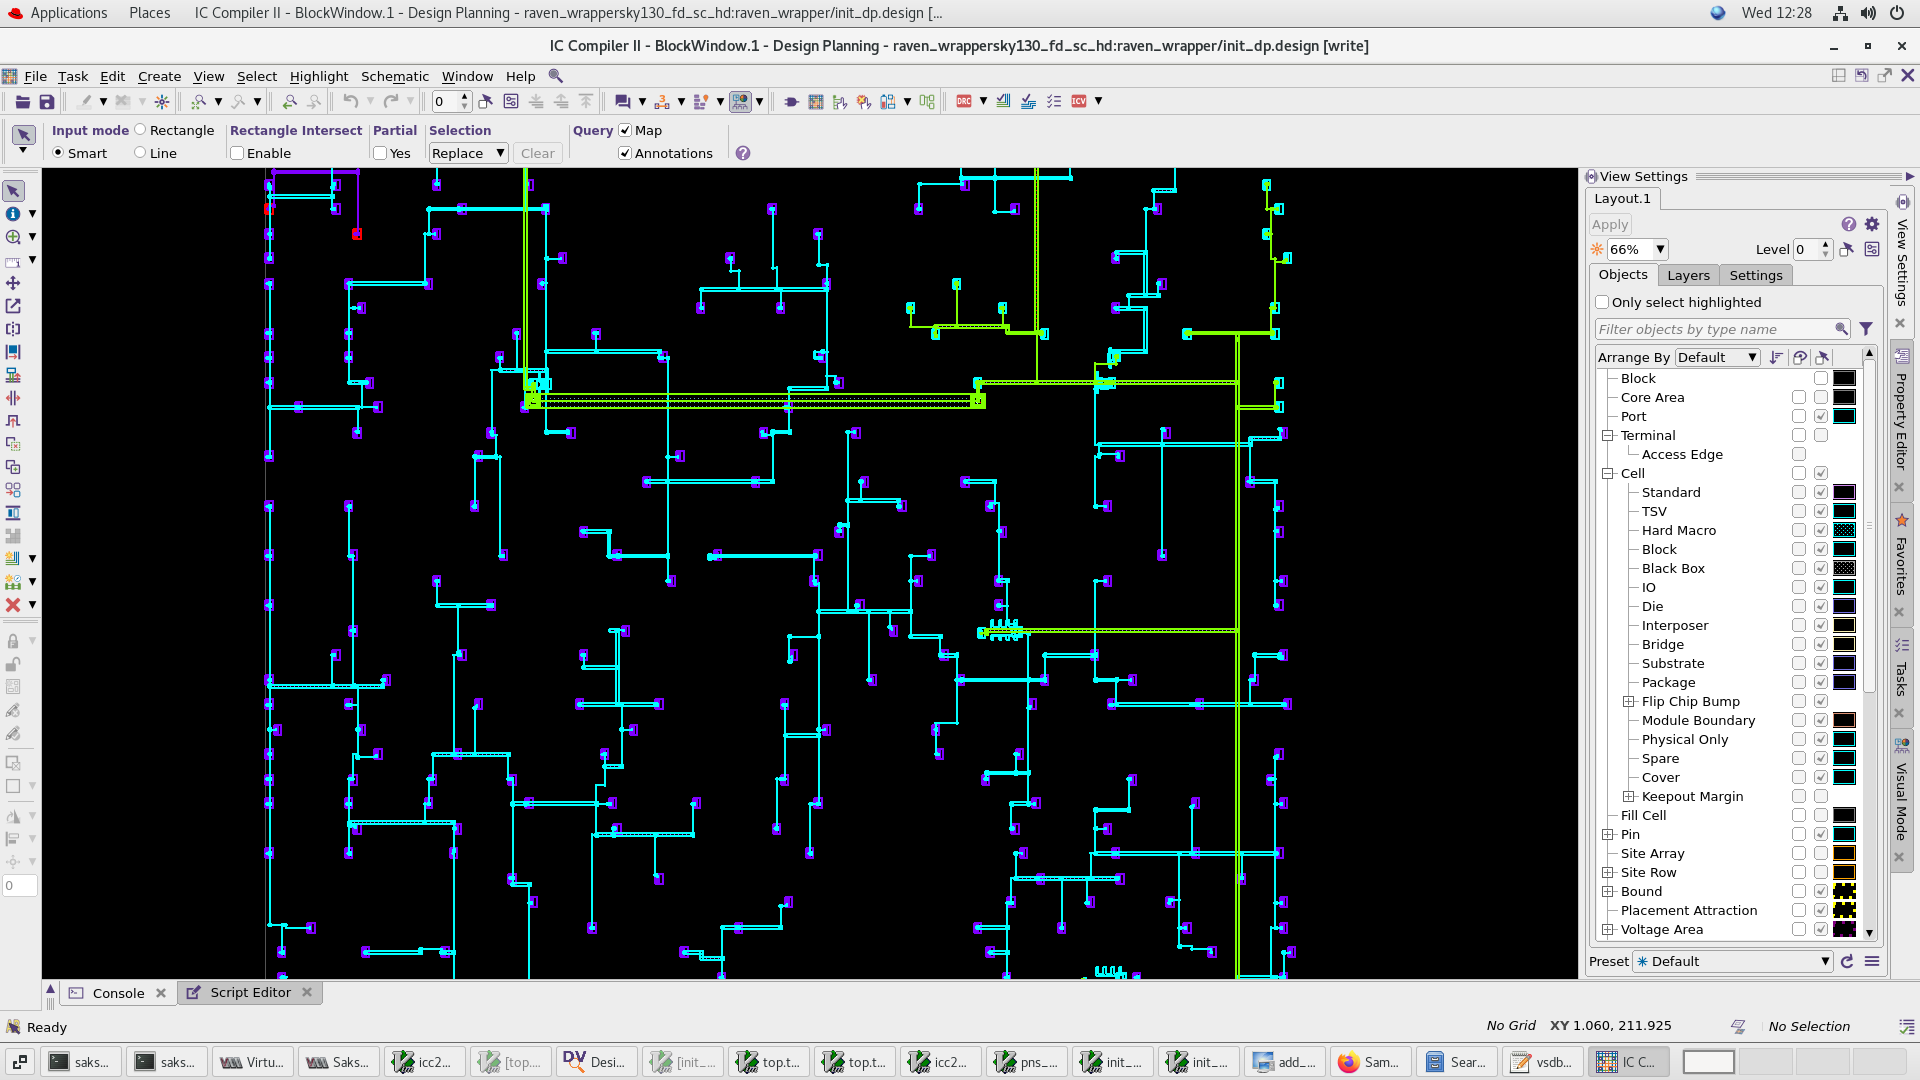 Applications Places IC Compiler II - BlockWindow.1 - Design Planning - raven_wrappersky130_fd_sc_hd:raven_wrapper/init_dp.design [... Wed 12:28
IC Compiler II - BlockWindow.1 - Design Planning - raven_wrappersky130_fd_sc_hd:raven_wrapper/init_dp.design [write]
File Task Edit Create View Select Highlight Schematic Window Help
0 DRC ICV
Input mode Rectangle Rectangle Intersect Partial Selection Query Map
Smart Line Enable Yes Replace Clear Annotations
View Settings
Layout.1
Apply
66% Level 0
Objects Layers Settings
Only select highlighted
Filter objects by type name
Arrange By Default
Block
Core Area
Port
Terminal
Access Edge
Cell
Standard
TSV
Hard Macro
Block
Black Box
IO
Die
Interposer
Bridge
Substrate
Package
Flip Chip Bump
Module Boundary
Physical Only
Spare
Cover
Keepout Margin
Fill Cell
Pin
Site Array
Site Row
Bound
Placement Attraction
Voltage Area
Preset Default
View Settings
Property Editor
Favorites
Tasks
Visual Mode
0
Console Script Editor
Ready No Grid XY 1.060, 211.925 No Selection
saks... saks... Virtu... Saks... icc2... [top.... DV Desi... [init_... top.t... top.t... icc2... pns_... init_... init_... add_... Sam... Sear... vsdb... IC C...